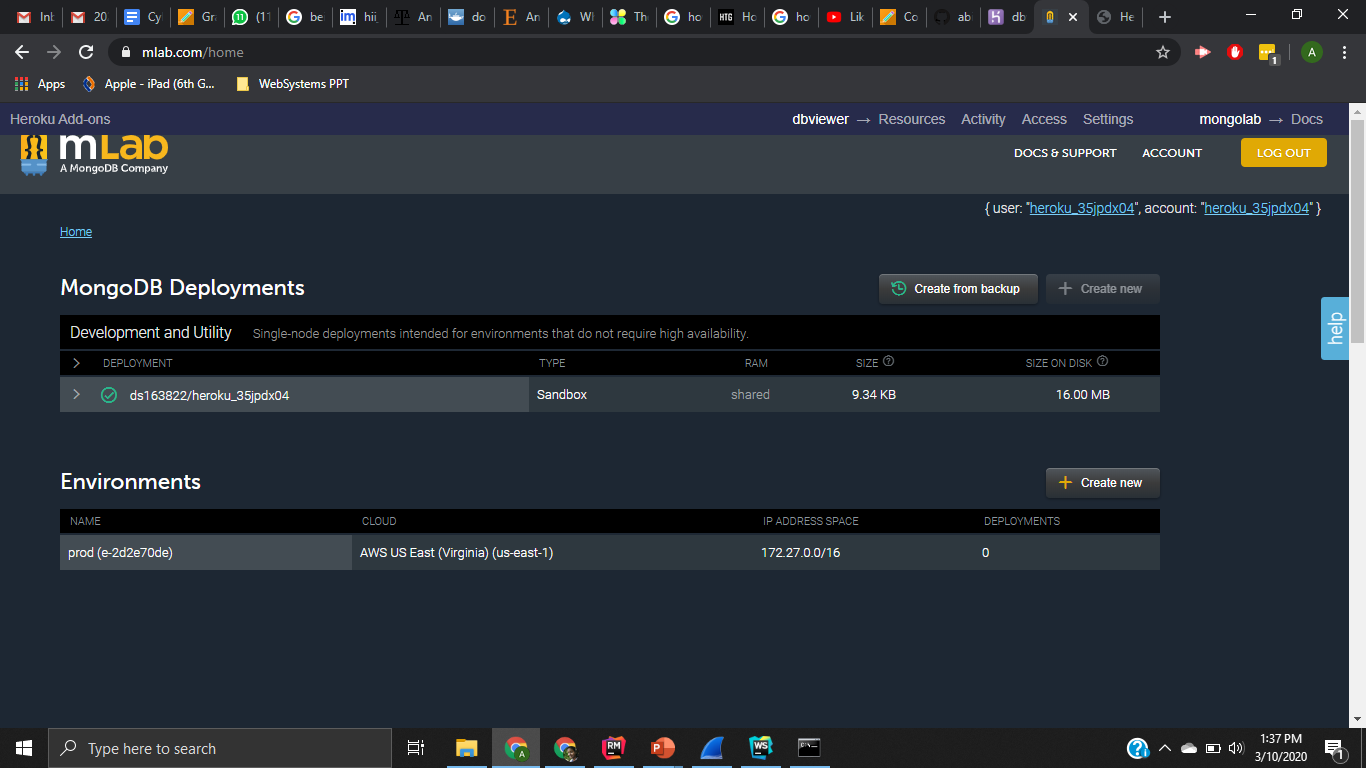 Inb 20. Cyl Gra (11 be hii An do An Wl Th ho Ho ho Lik Co ab db He
mlab.com/home
Apps Apple - iPad (6th G... WebSystems PPT
Heroku Add-ons dbviewer → Resources Activity Access Settings mongolab → Docs
mLab
A MongoDB Company
DOCS & SUPPORT ACCOUNT LOG OUT
{ user: "heroku_35jpdx04", account: "heroku_35jpdx04" }
Home
MongoDB Deployments Create from backup Create new
help
Development and Utility Single-node deployments intended for environments that do not require high availability.
DEPLOYMENT TYPE RAM SIZE SIZE ON DISK
ds163822/heroku_35jpdx04 Sandbox shared 9.34 KB 16.00 MB
Environments Create new
NAME CLOUD IP ADDRESS SPACE DEPLOYMENTS
prod (e-2d2e70de) AWS US East (Virginia) (us-east-1) 172.27.0.0/16 0
Type here to search
1:37 PM
3/10/2020